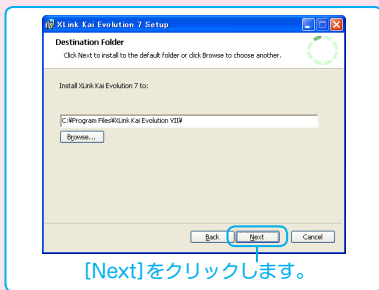 XLink Kai Evolution 7 Setup
Destination Folder
Click Next to install to the default folder or click Browse to choose another.
Install XLink Kai Evolution 7 to:
C:¥Program Files¥XLink Kai Evolution VII¥
Browse...
Back Next Cancel
[Next]をクリックします。